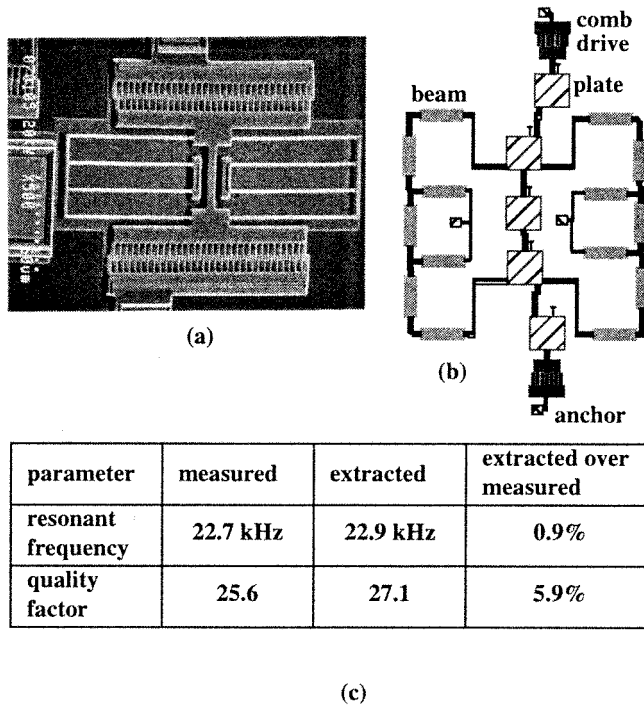 comb
drive
plate
beam
(a)
(b)
anchor
parameter measured extracted extracted over measured
resonant frequency 22.7 kHz 22.9 kHz 0.9%
quality factor 25.6 27.1 5.9%
(c)